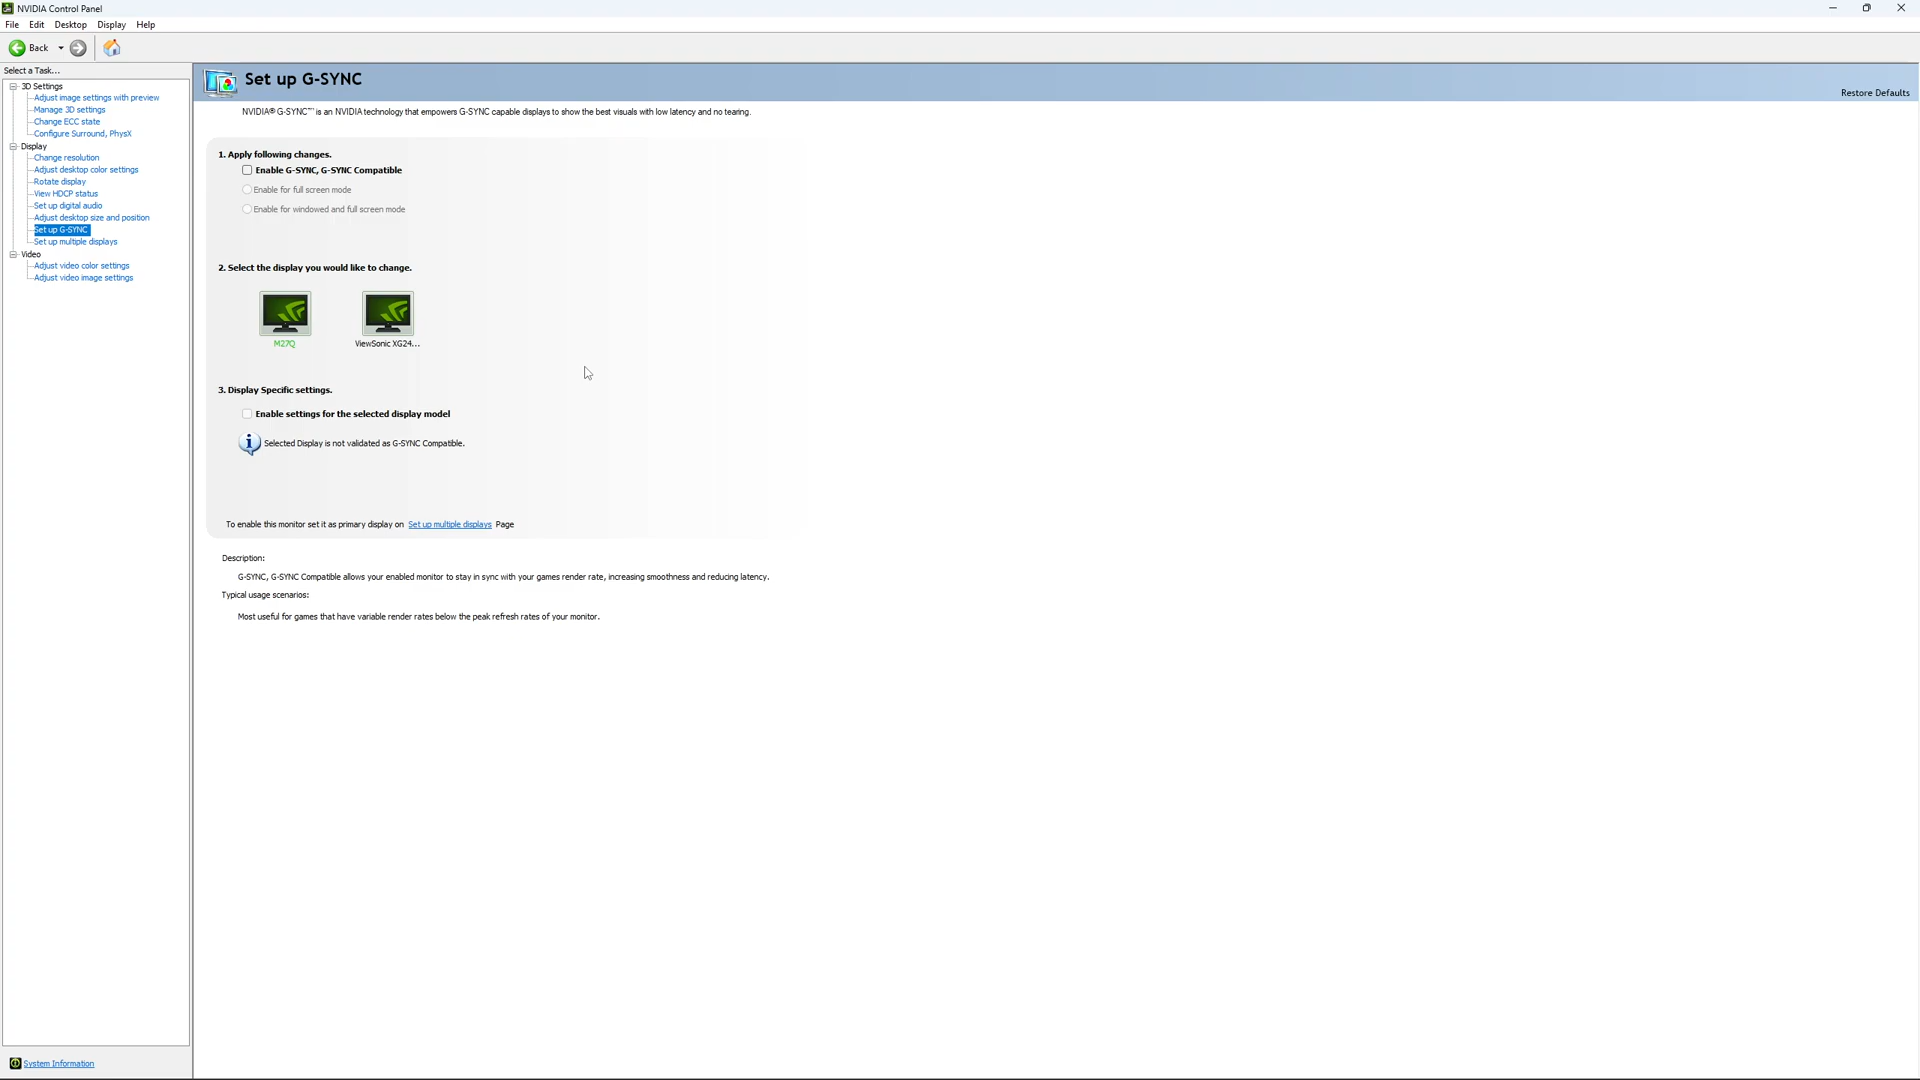 NVIDIA Control Panel
File Edit Desktop Display Help
Back
Select a Task...
3D Settings
Adjust image settings with preview
Manage 3D settings
Change ECC state
Configure Surround, PhysX
Display
Change resolution
Adjust desktop color settings
Rotate display
View HDCP status
Set up digital audio
Adjust desktop size and position
Set up G-SYNC
Set up multiple displays
Video
Adjust video color settings
Adjust video image settings
System Information
Set up G-SYNC
Restore Defaults
NVIDIA® G-SYNC™ is an NVIDIA technology that empowers G-SYNC capable displays to show the best visuals with low latency and no tearing.
1. Apply following changes.
Enable G-SYNC, G-SYNC Compatible
Enable for full screen mode
Enable for windowed and full screen mode
2. Select the display you would like to change.
M27Q ViewSonic XG24...
3. Display Specific settings.
Enable settings for the selected display model
Selected Display is not validated as G-SYNC Compatible.
To enable this monitor set it as primary display on Set up multiple displays Page
Description:
G-SYNC, G-SYNC Compatible allows your enabled monitor to stay in sync with your games render rate, increasing smoothness and reducing latency.
Typical usage scenarios:
Most useful for games that have variable render rates below the peak refresh rates of your monitor.